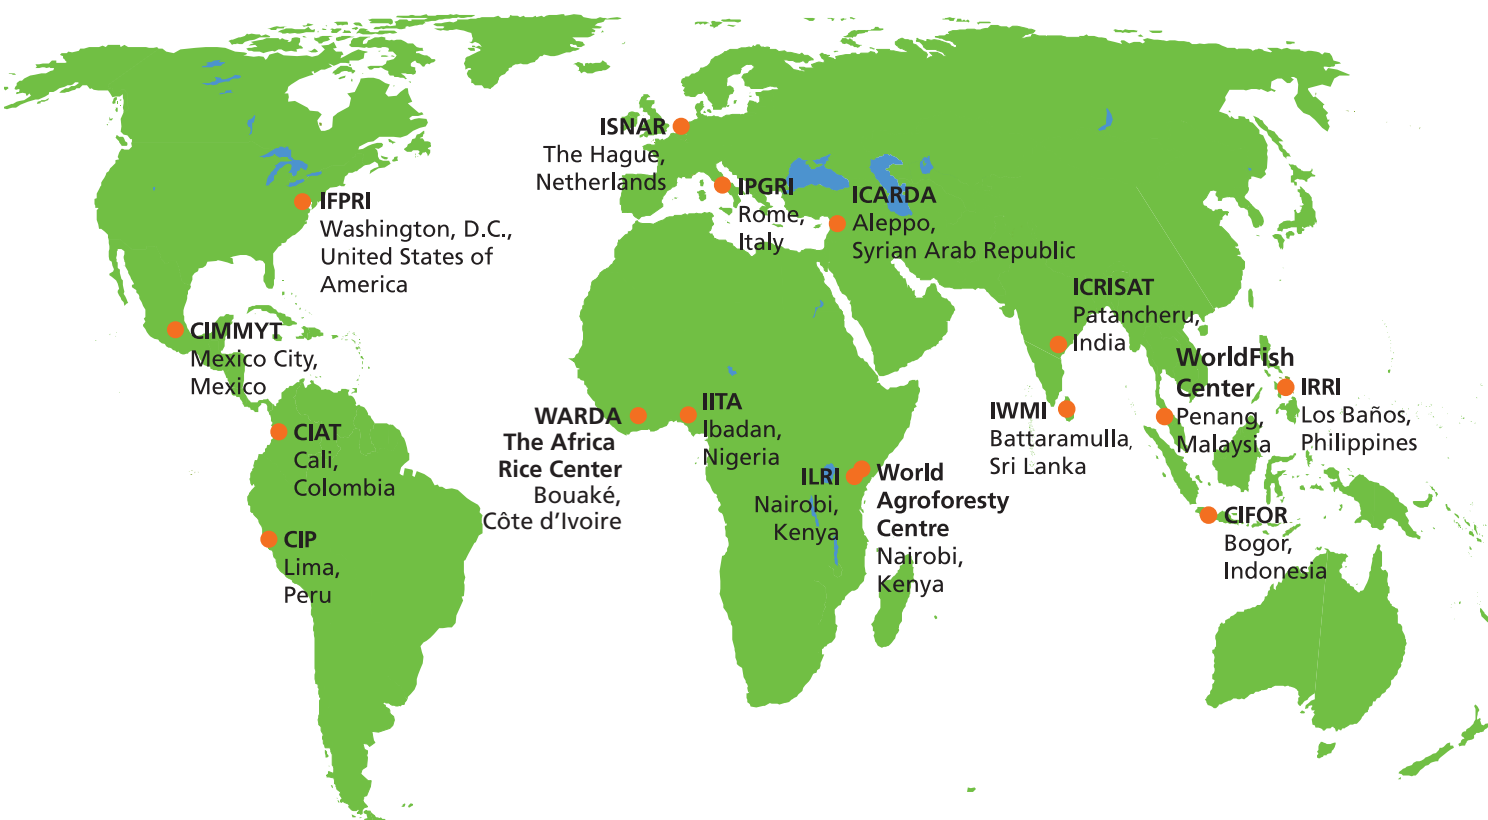 ISNAR
The Hague,
Netherlands
IPGRI
Rome,
Italy
ICARDA
Aleppo,
Syrian Arab Republic
IFPRI
Washington, D.C.,
United States of
America
ICRISAT
Patancheru,
India
CIMMYT
Mexico City,
Mexico
WorldFish
Center
Penang,
Malaysia
IRRI
Los Baños,
Philippines
WARDA
The Africa
Rice Center
Bouaké,
Côte d'Ivoire
IITA
Ibadan,
Nigeria
IWMI
Battaramulla,
Sri Lanka
CIAT
Cali,
Colombia
ILRI
Nairobi,
Kenya
World
Agroforesty
Centre
Nairobi,
Kenya
CIFOR
Bogor,
Indonesia
CIP
Lima,
Peru